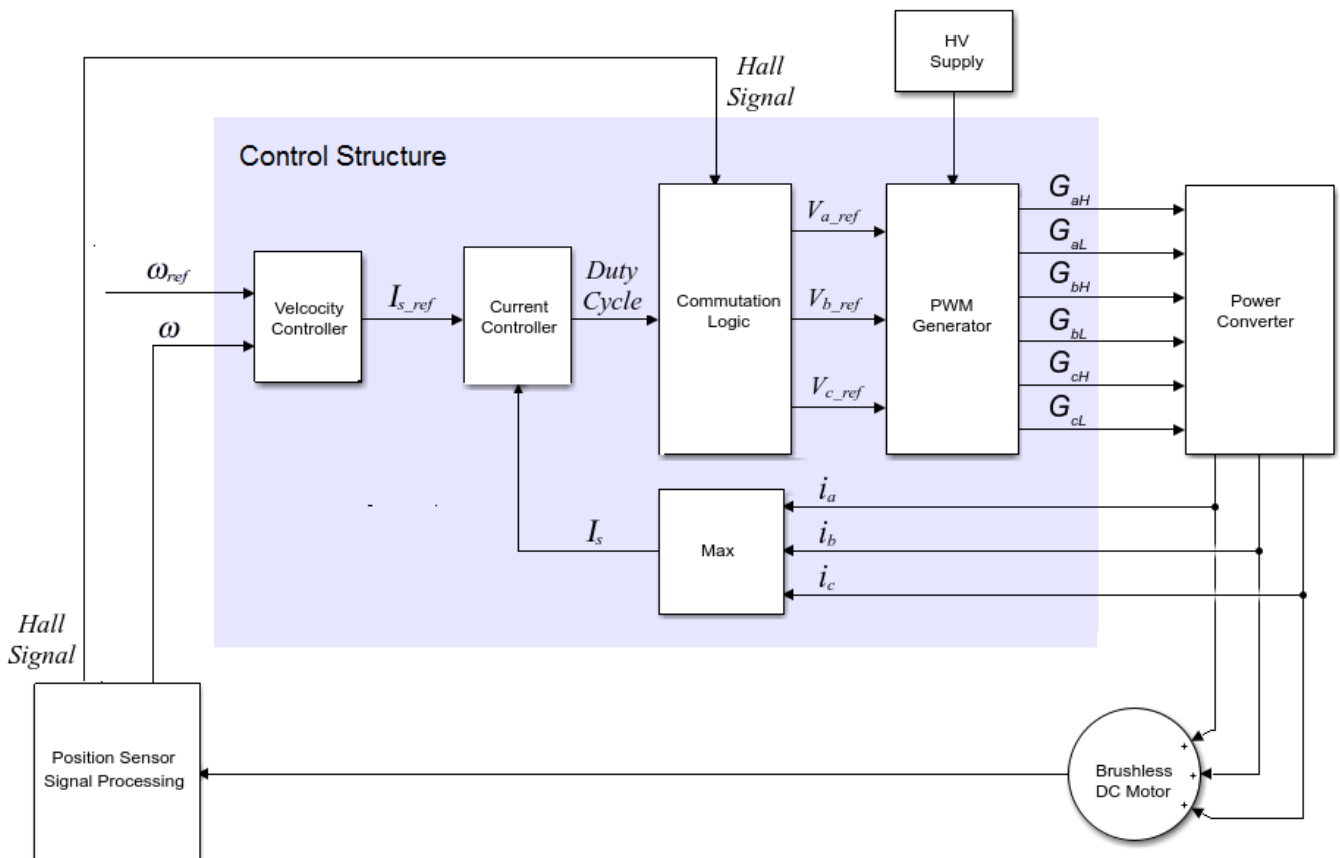 HV
Supply
Hall
Signal
Control Structure
ω_ref
ω
Velcocity
Controller
I_s_ref
Current
Controller
Duty
Cycle
Commutation
Logic
V_a_ref
V_b_ref
V_c_ref
PWM
Generator
G_aH
G_aL
G_bH
G_bL
G_cH
G_cL
Power
Converter
I_s
Max
i_a
i_b
i_c
Hall
Signal
Position Sensor
Signal Processing
Brushless
DC Motor
+
+
+